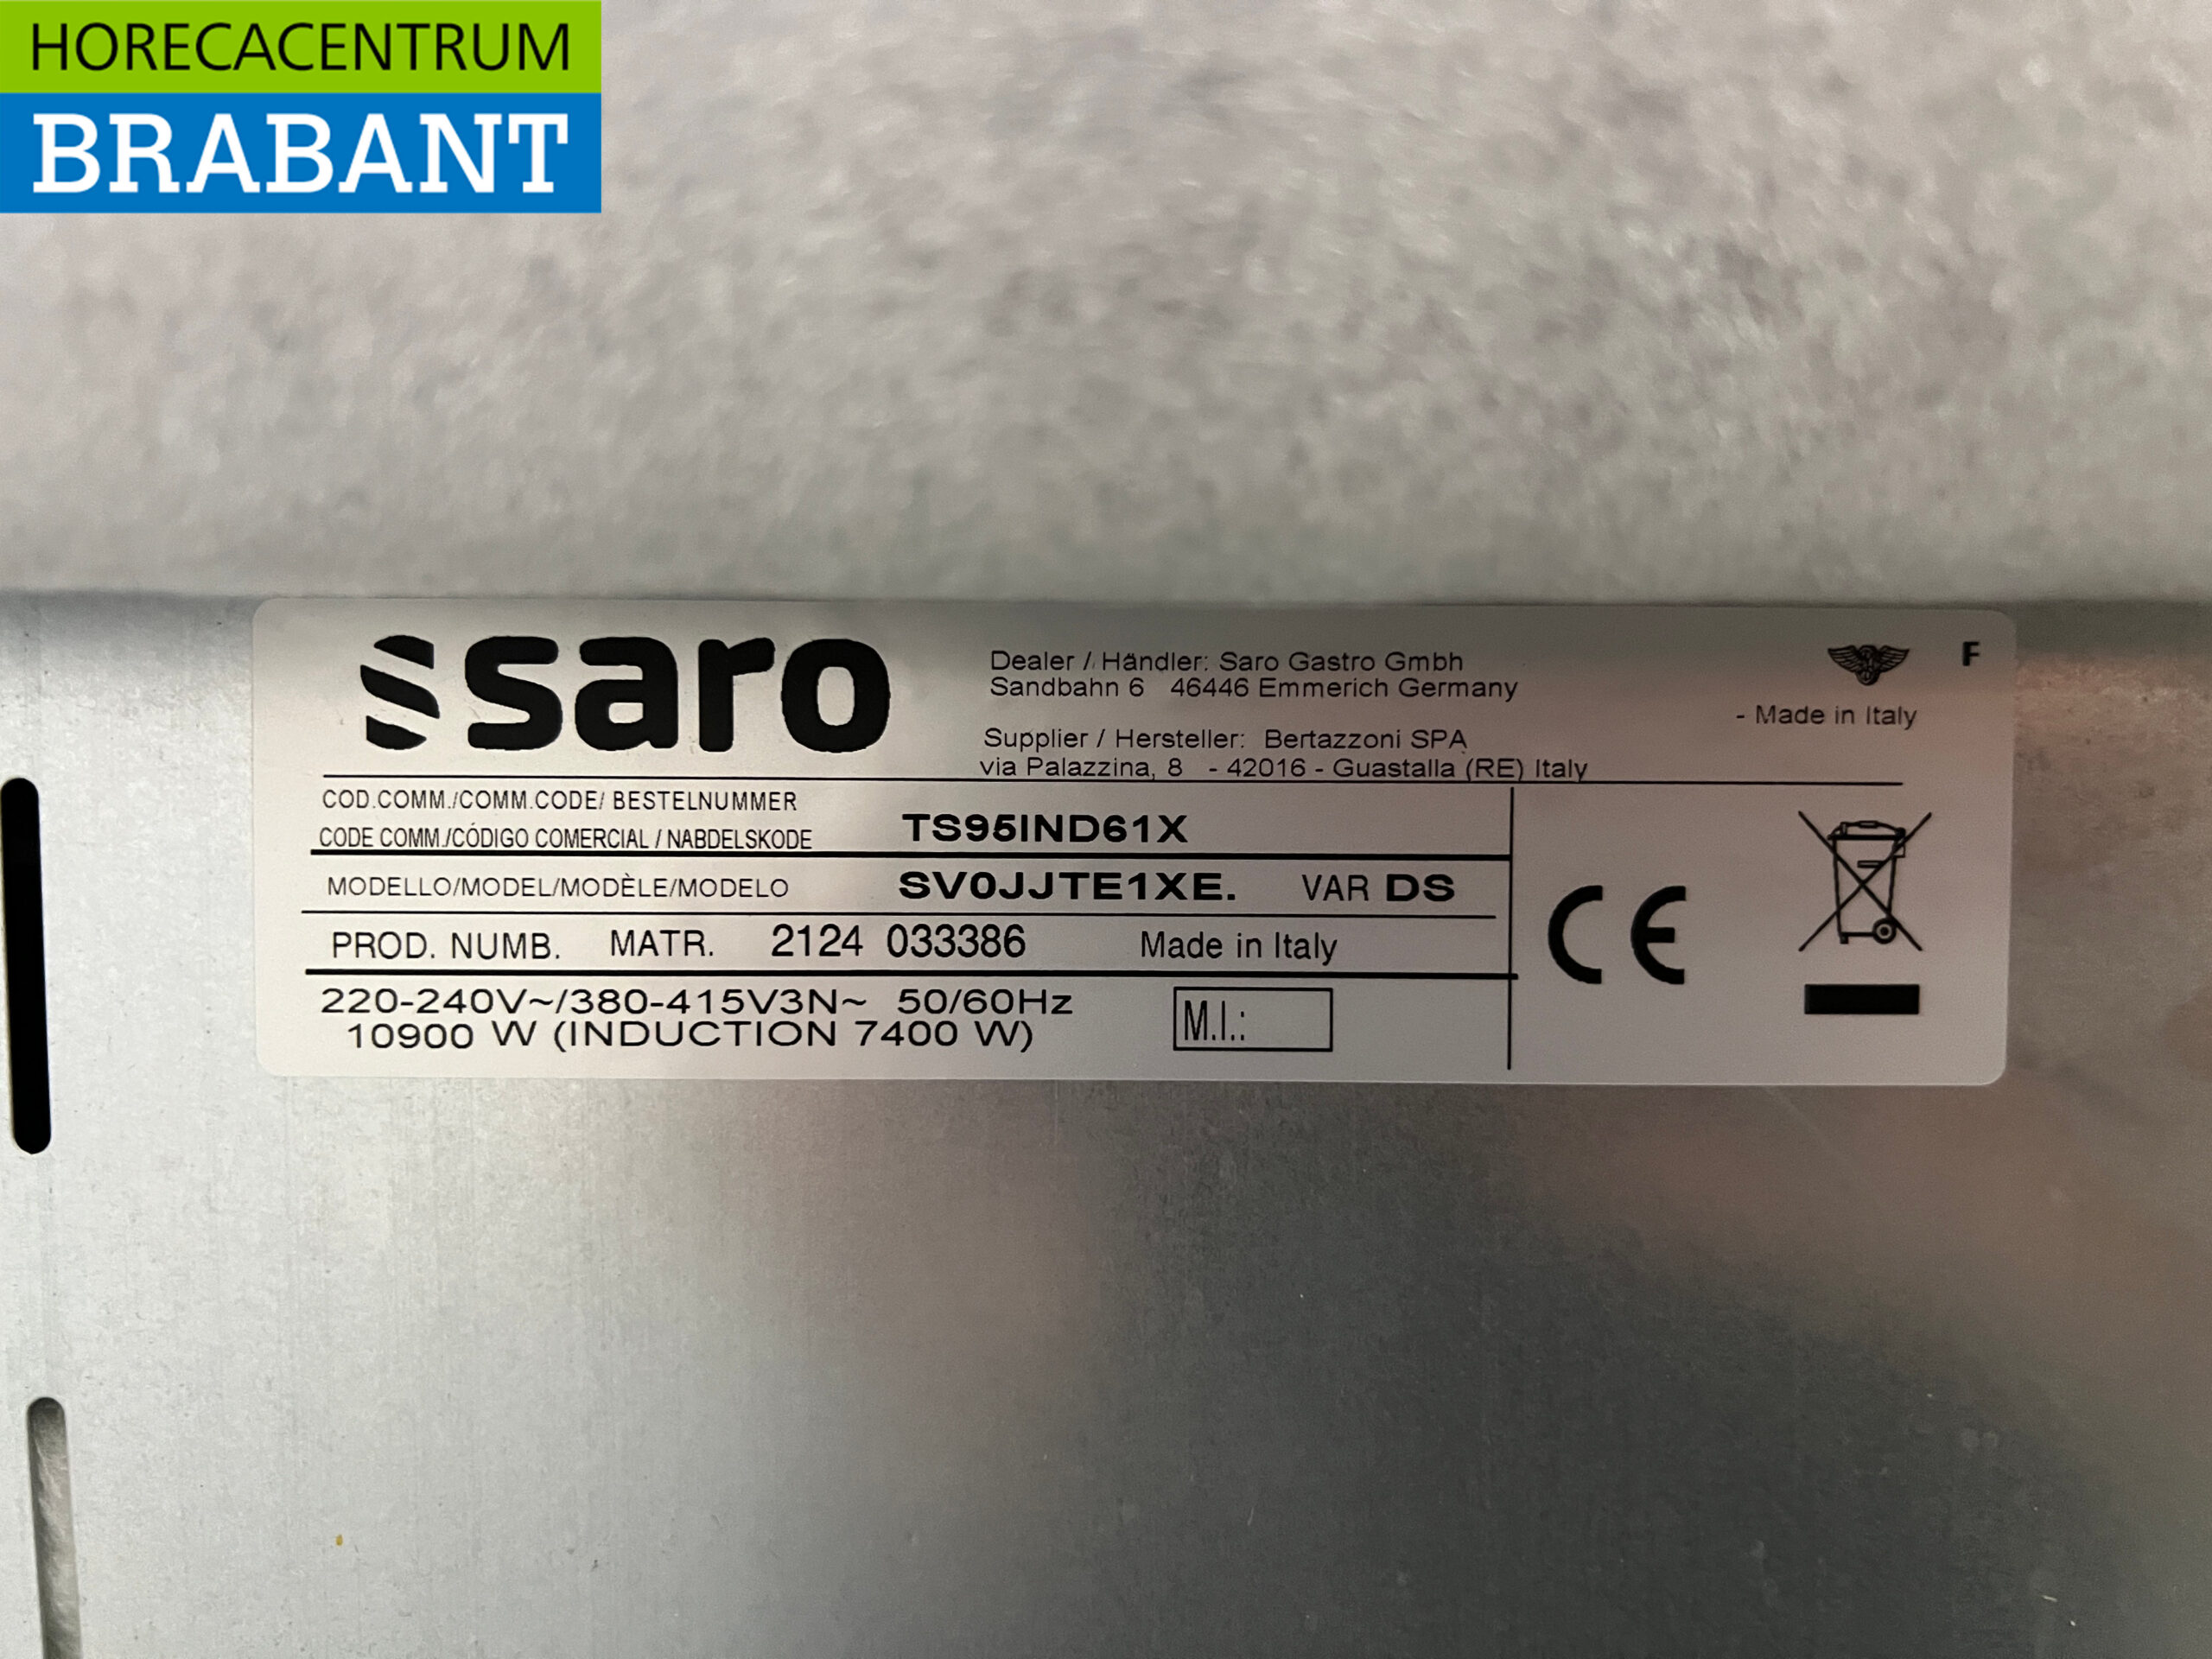 HORECACENTRUM
BRABANT
saro
Dealer / Händler: Saro Gastro Gmbh
Sandbahn 6 46446 Emmerich Germany
Supplier / Hersteller: Bertazzoni SPA
via Palazzina, 8 - 42016 - Guastalla (RE) Italy
F
- Made in Italy
COD.COMM./COMM.CODE/ BESTELNUMMER
CODE COMM./CÓDIGO COMERCIAL / NABDELSKODE
TS95IND61X
MODELLO/MODEL/MODÈLE/MODELO SV0JJTE1XE. VAR DS
PROD. NUMB. MATR. 2124 033386 Made in Italy
220-240V~/380-415V3N~ 50/60Hz
10900 W (INDUCTION 7400 W)
M.I.:
CE